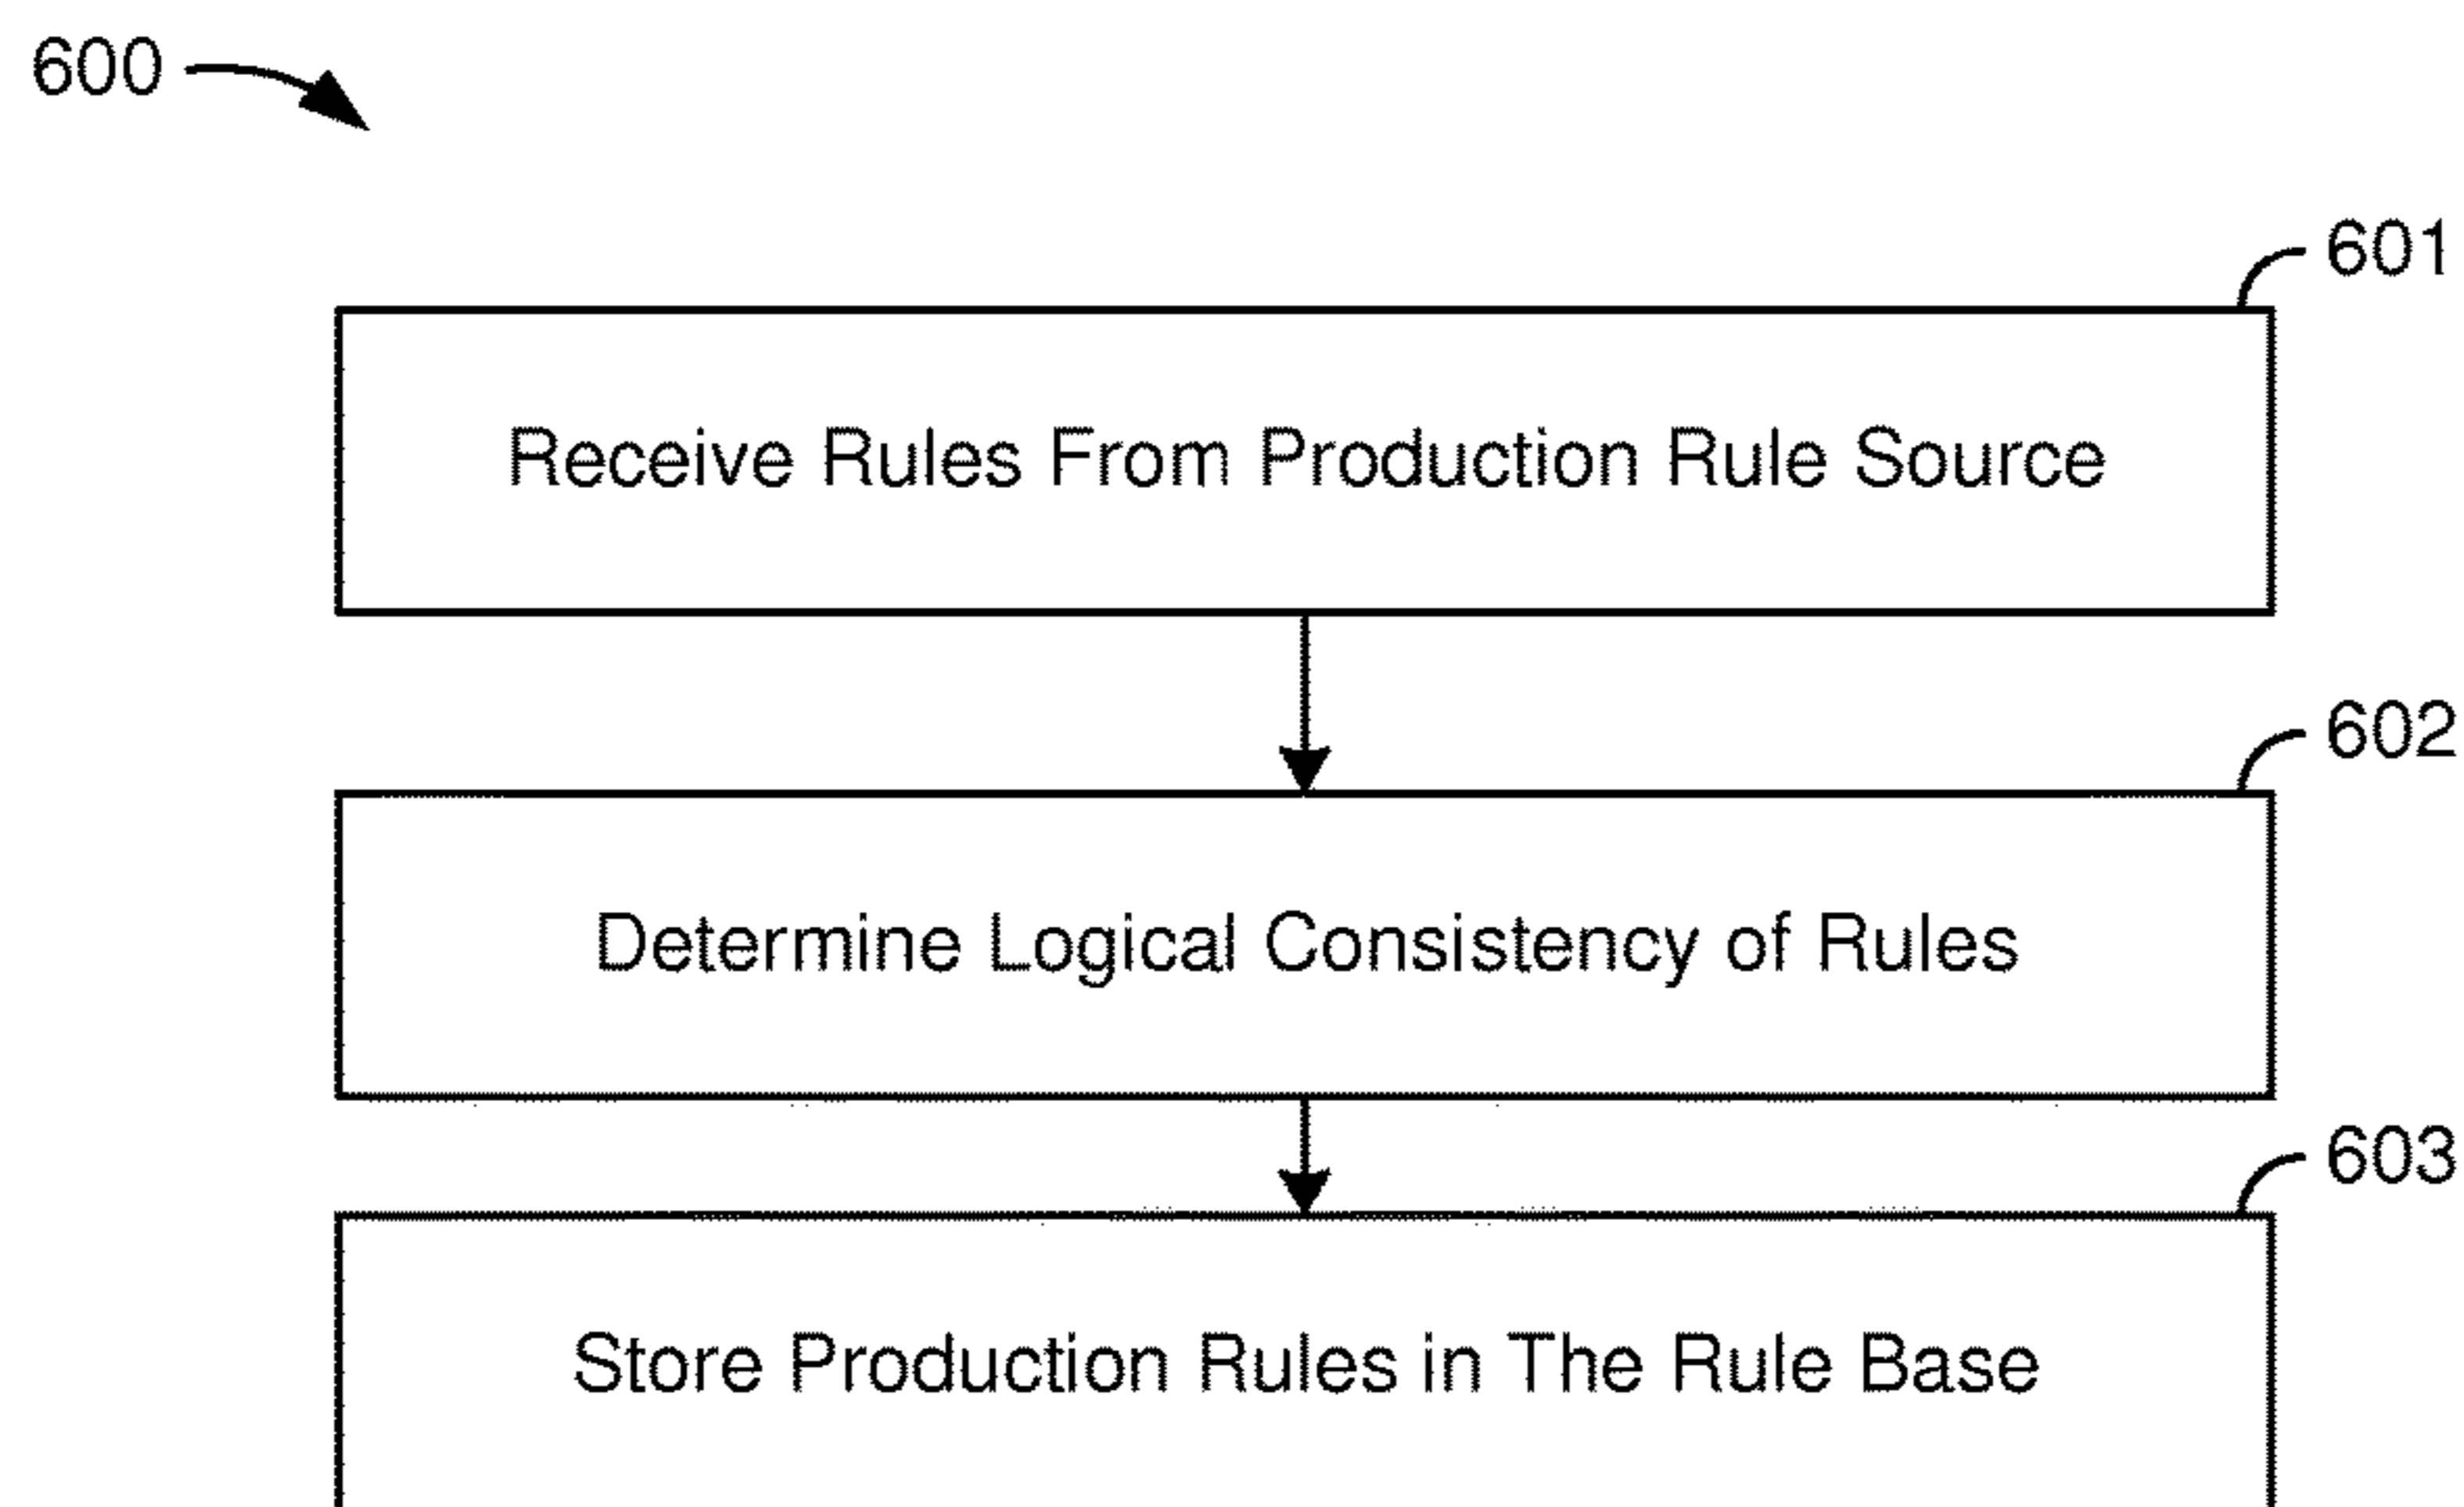 600
601
Receive Rules From Production Rule Source
602
Determine Logical Consistency of Rules
603
Store Production Rules in The Rule Base